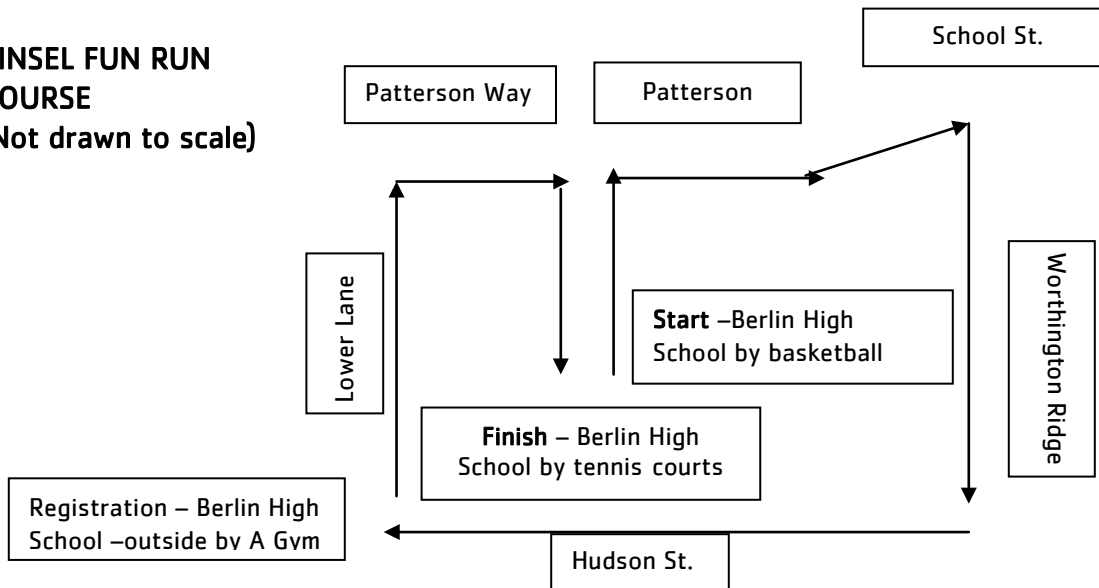 INSEL FUN RUN
OURSE
Not drawn to scale)
School St.
Patterson Way
Patterson
Lower Lane
Start –Berlin High
School by basketball
Worthington Ridge
Finish – Berlin High
School by tennis courts
Registration – Berlin High
School –outside by A Gym
Hudson St.